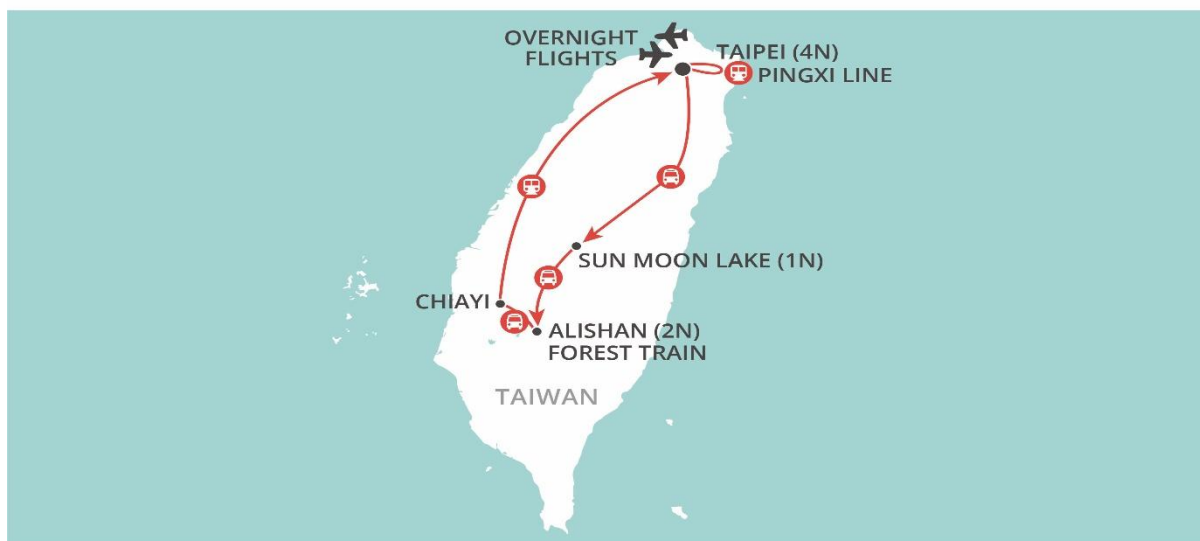 OVERNIGHT
FLIGHTS
TAIPEI (4N)
PINGXI LINE
SUN MOON LAKE (1N)
CHIAYI
ALISHAN (2N)
FOREST TRAIN
TAIWAN